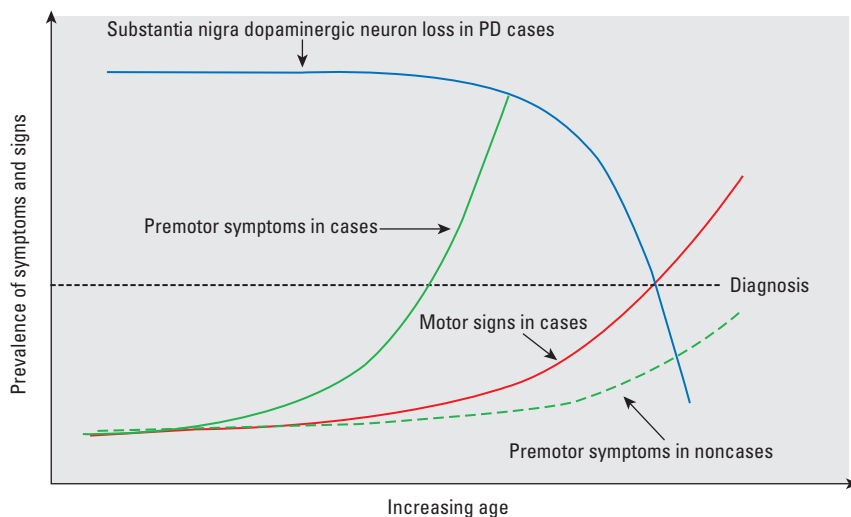 Substantia nigra dopaminergic neuron loss in PD cases
Prevalence of symptoms and signs
Premotor symptoms in cases
Diagnosis
Motor signs in cases
Premotor symptoms in noncases
Increasing age